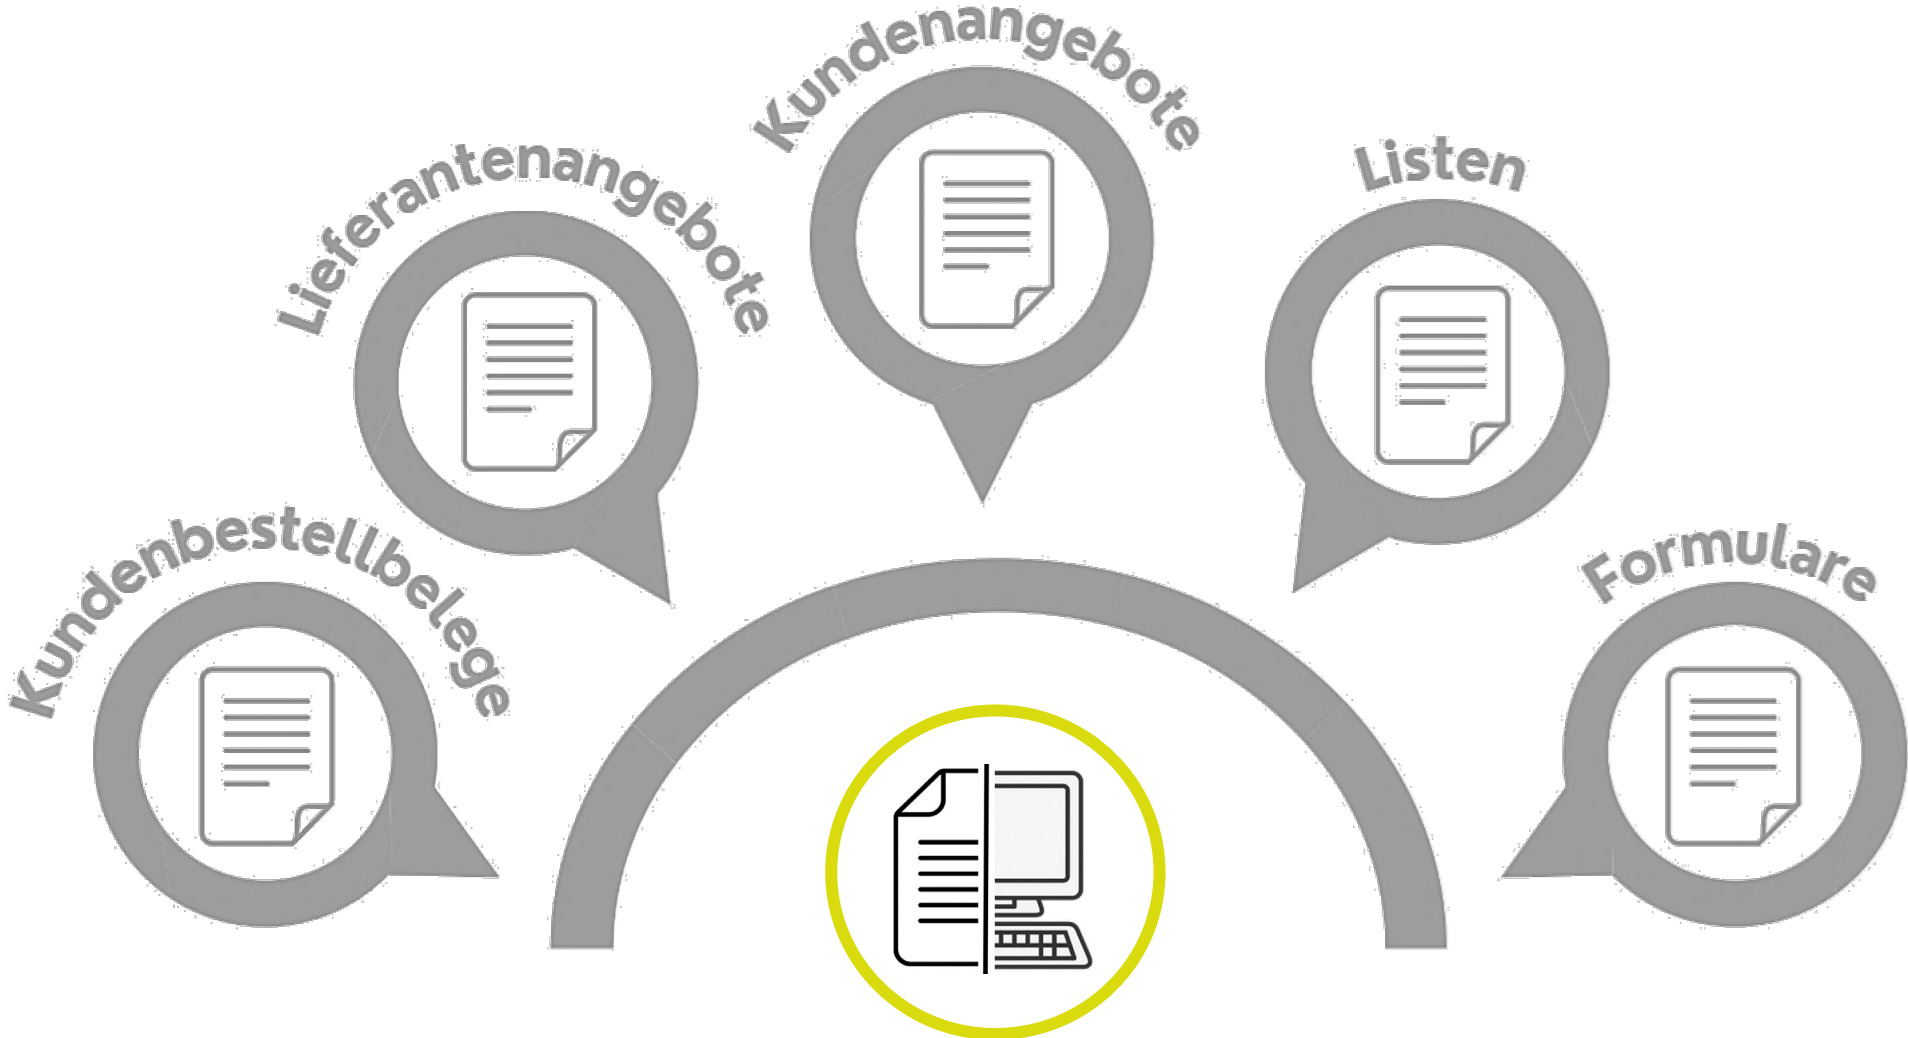 Kundenbestellbelege
Lieferantenangebote
Kundenangebote
Listen
Formulare